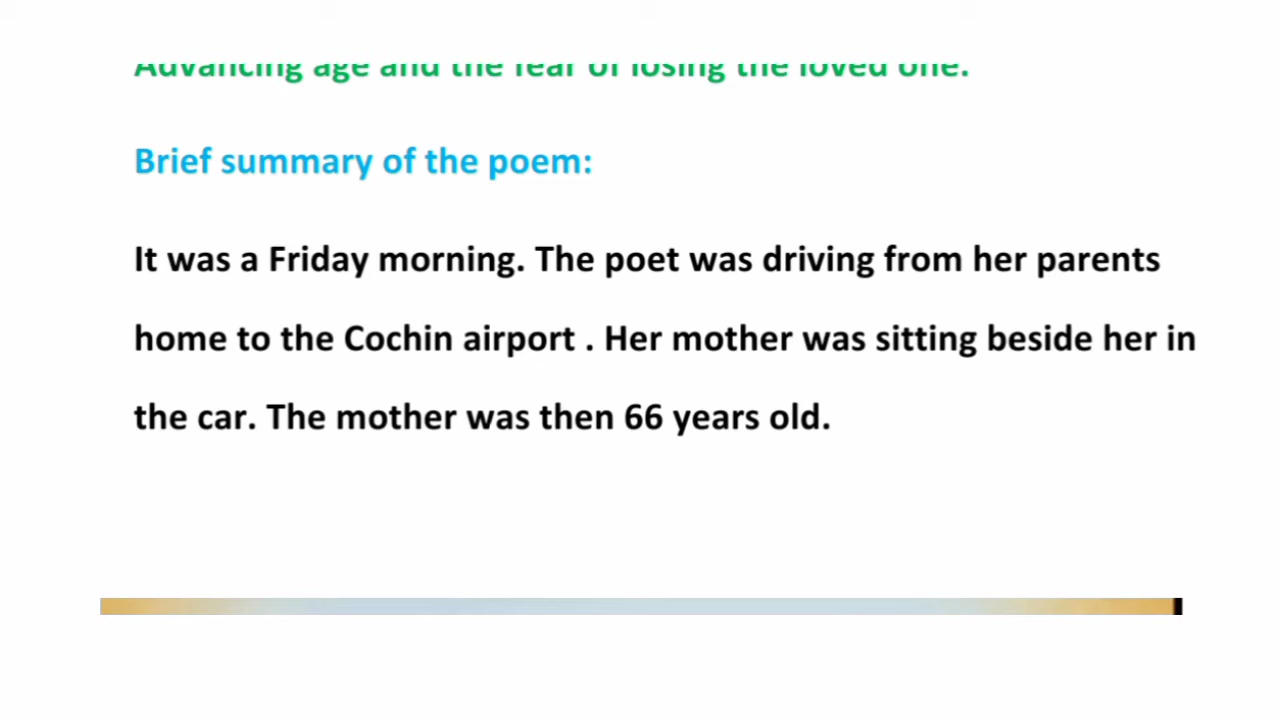 Advancing age and the fear of losing the loved one.
Brief summary of the poem:
It was a Friday morning. The poet was driving from her parents
home to the Cochin airport . Her mother was sitting beside her in
the car. The mother was then 66 years old.